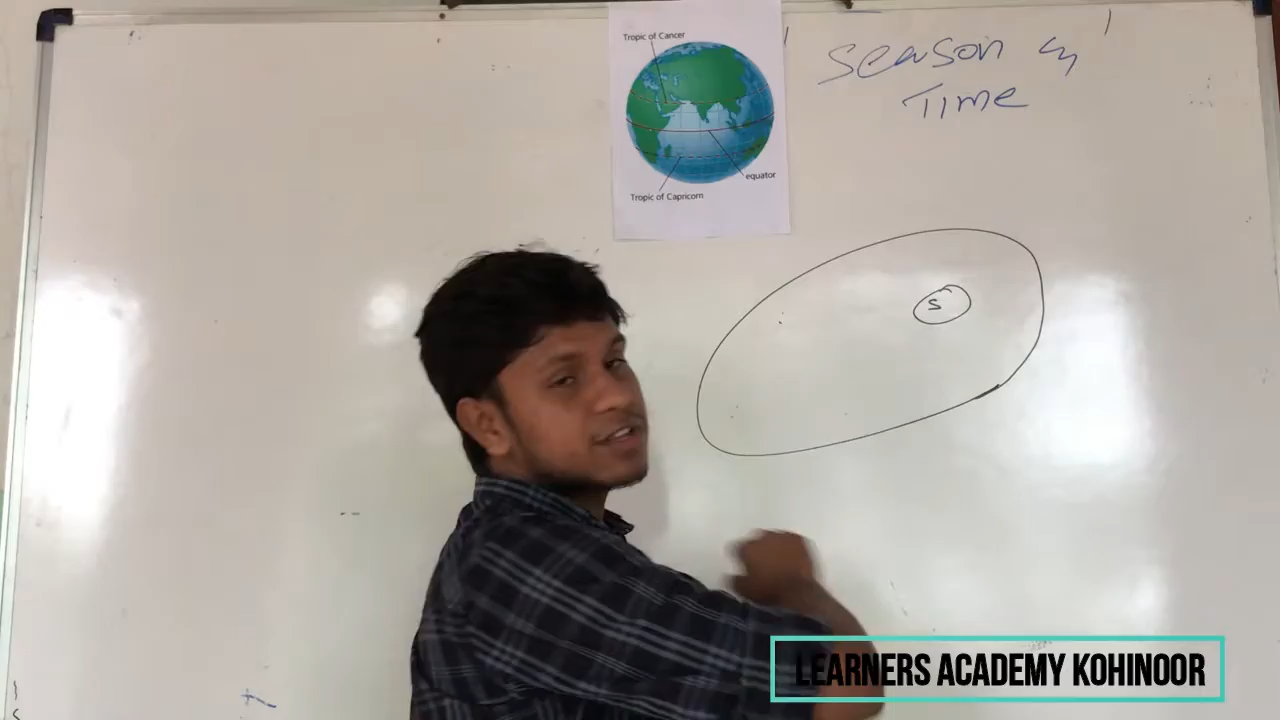 Tropic of Cancer
equator
Tropic of Capricorn
' season
Time
S
LEARNERS ACADEMY KOHINOOR